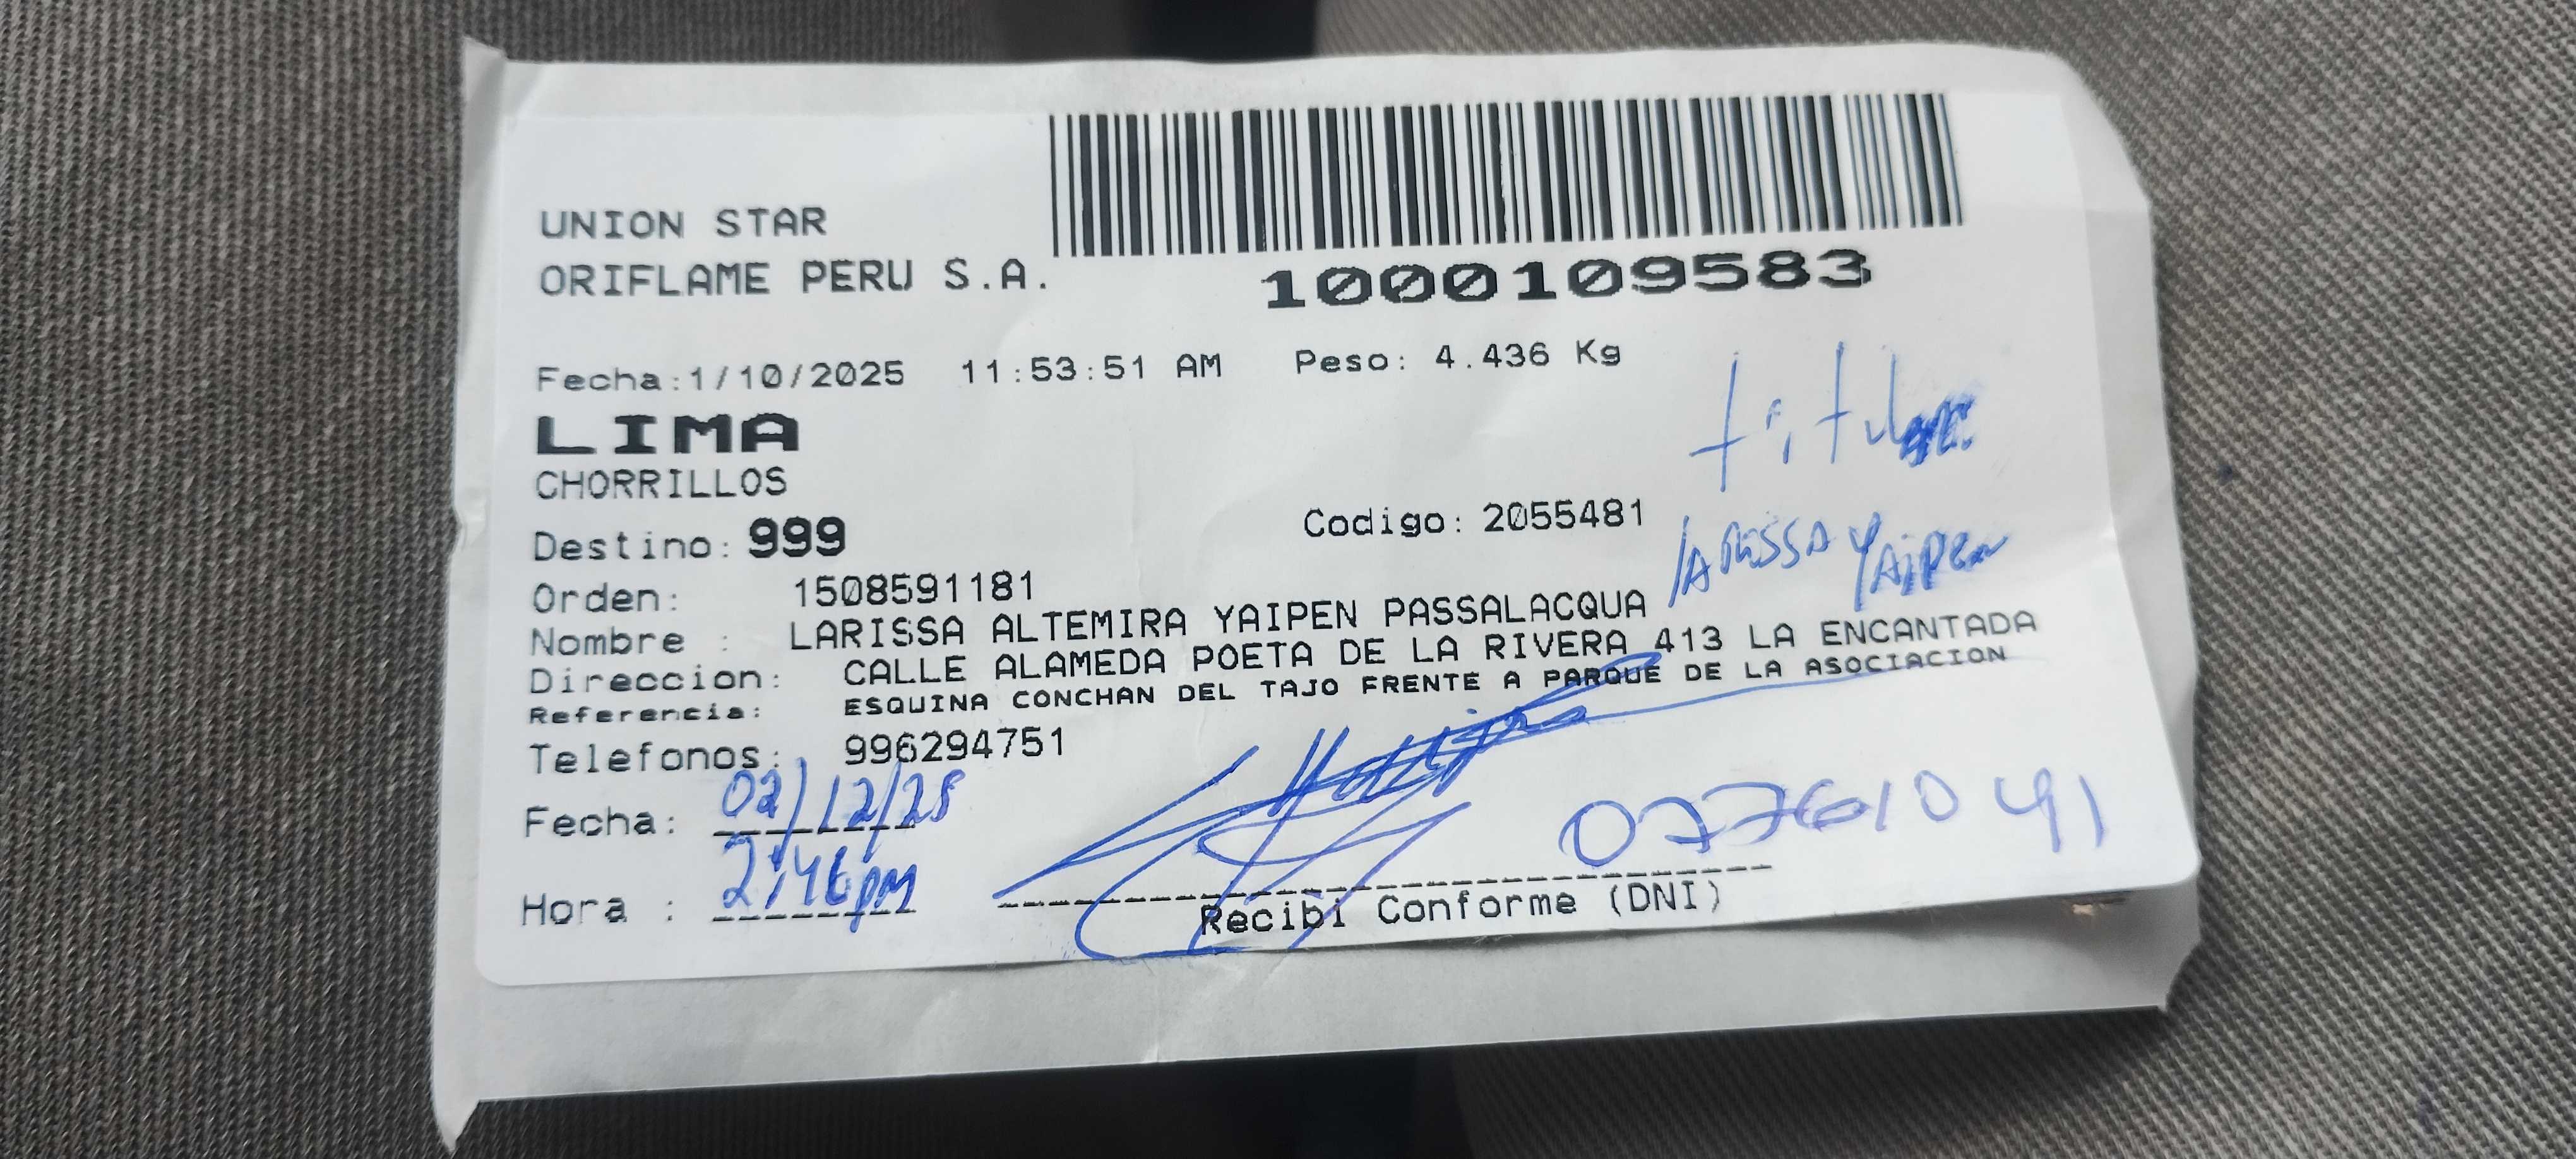 UNION STAR
ORIFLAME PERU S.A.
1000109583
Fecha:1/10/2025 11:53:51 AM Peso: 4.436 Kg
LIMA
titular
CHORRILLOS
Destino: 999 Codigo: 2055481
larissa Yaipen
Orden: 1508591181
Nombre : LARISSA ALTEMIRA YAIPEN PASSALACQUA
Direccion: CALLE ALAMEDA POETA DE LA RIVERA 413 LA ENCANTADA
Referencia: ESQUINA CONCHAN DEL TAJO FRENTE A PARQUE DE LA ASOCIACION
Telefonos: 996294751
Fecha: 02/12/25
07761041
Hora : 2:46pm
Recibi Conforme (DNI)